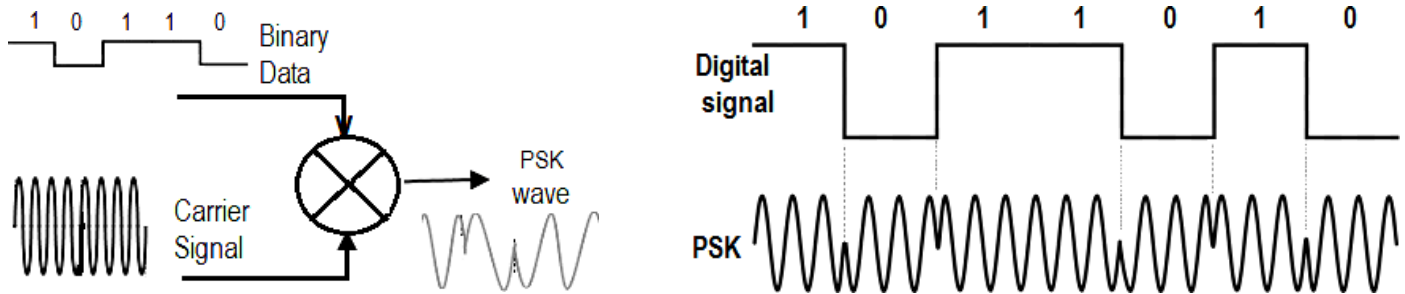 1 0 1 1 0
Binary
Data
Carrier
Signal
PSK
wave
1 0 1 1 0 1 0
Digital
signal
PSK